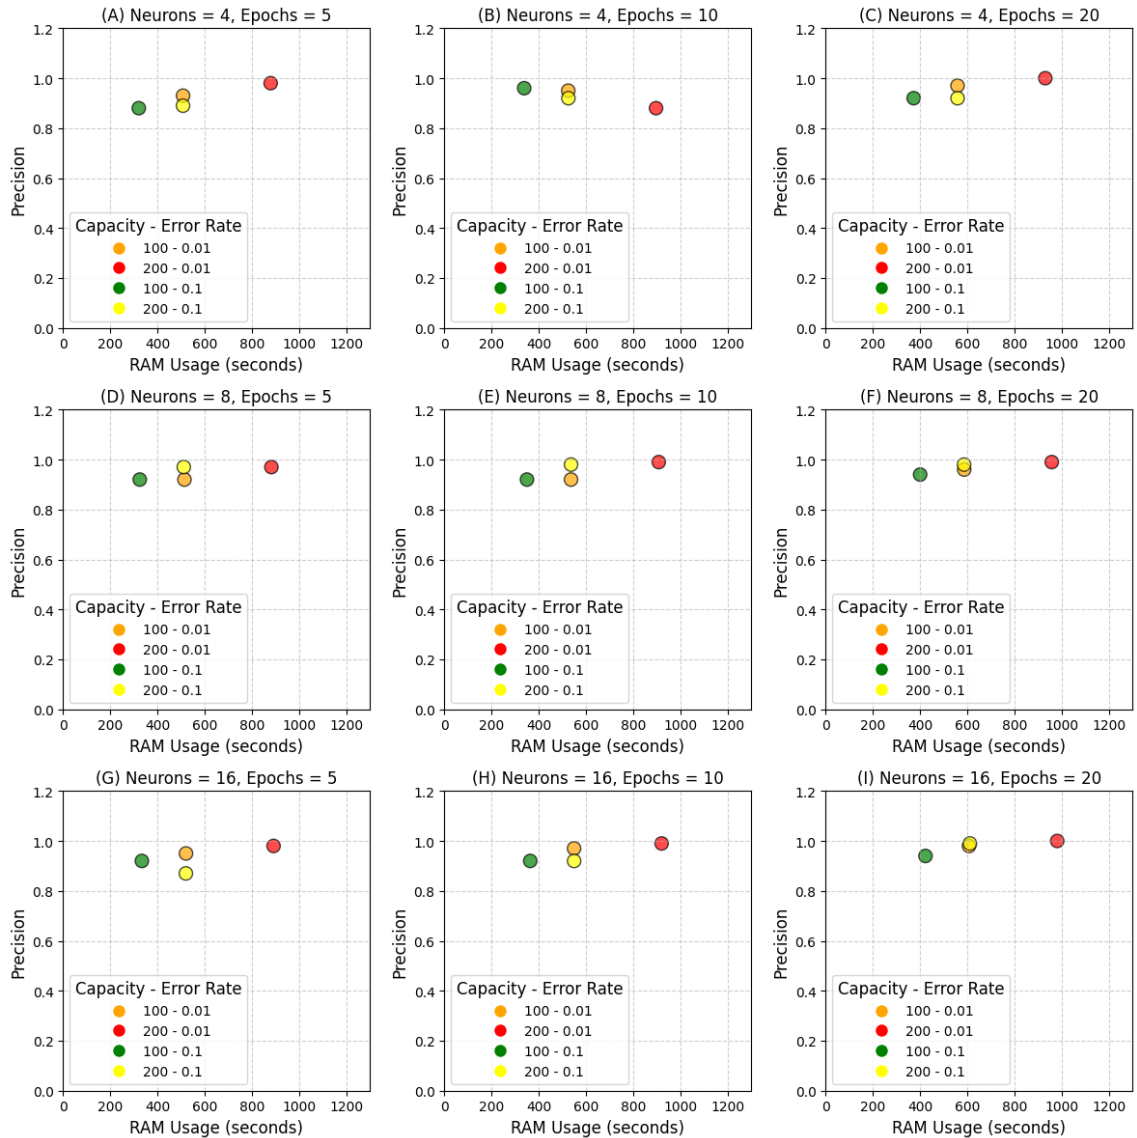 (A) Neurons = 4, Epochs = 5
1.2
1.0
0.8
0.6
0.4
0.2
0.0
Precision
Capacity - Error Rate
100 - 0.01
200 - 0.01
100 - 0.1
200 - 0.1
0 200 400 600 800 1000 1200
RAM Usage (seconds)
(B) Neurons = 4, Epochs = 10
1.2
1.0
0.8
0.6
0.4
0.2
0.0
Precision
Capacity - Error Rate
100 - 0.01
200 - 0.01
100 - 0.1
200 - 0.1
0 200 400 600 800 1000 1200
RAM Usage (seconds)
(C) Neurons = 4, Epochs = 20
1.2
1.0
0.8
0.6
0.4
0.2
0.0
Precision
Capacity - Error Rate
100 - 0.01
200 - 0.01
100 - 0.1
200 - 0.1
0 200 400 600 800 1000 1200
RAM Usage (seconds)
(D) Neurons = 8, Epochs = 5
1.2
1.0
0.8
0.6
0.4
0.2
0.0
Precision
Capacity - Error Rate
100 - 0.01
200 - 0.01
100 - 0.1
200 - 0.1
0 200 400 600 800 1000 1200
RAM Usage (seconds)
(E) Neurons = 8, Epochs = 10
1.2
1.0
0.8
0.6
0.4
0.2
0.0
Precision
Capacity - Error Rate
100 - 0.01
200 - 0.01
100 - 0.1
200 - 0.1
0 200 400 600 800 1000 1200
RAM Usage (seconds)
(F) Neurons = 8, Epochs = 20
1.2
1.0
0.8
0.6
0.4
0.2
0.0
Precision
Capacity - Error Rate
100 - 0.01
200 - 0.01
100 - 0.1
200 - 0.1
0 200 400 600 800 1000 1200
RAM Usage (seconds)
(G) Neurons = 16, Epochs = 5
1.2
1.0
0.8
0.6
0.4
0.2
0.0
Precision
Capacity - Error Rate
100 - 0.01
200 - 0.01
100 - 0.1
200 - 0.1
0 200 400 600 800 1000 1200
RAM Usage (seconds)
(H) Neurons = 16, Epochs = 10
1.2
1.0
0.8
0.6
0.4
0.2
0.0
Precision
Capacity - Error Rate
100 - 0.01
200 - 0.01
100 - 0.1
200 - 0.1
0 200 400 600 800 1000 1200
RAM Usage (seconds)
(I) Neurons = 16, Epochs = 20
1.2
1.0
0.8
0.6
0.4
0.2
0.0
Precision
Capacity - Error Rate
100 - 0.01
200 - 0.01
100 - 0.1
200 - 0.1
0 200 400 600 800 1000 1200
RAM Usage (seconds)